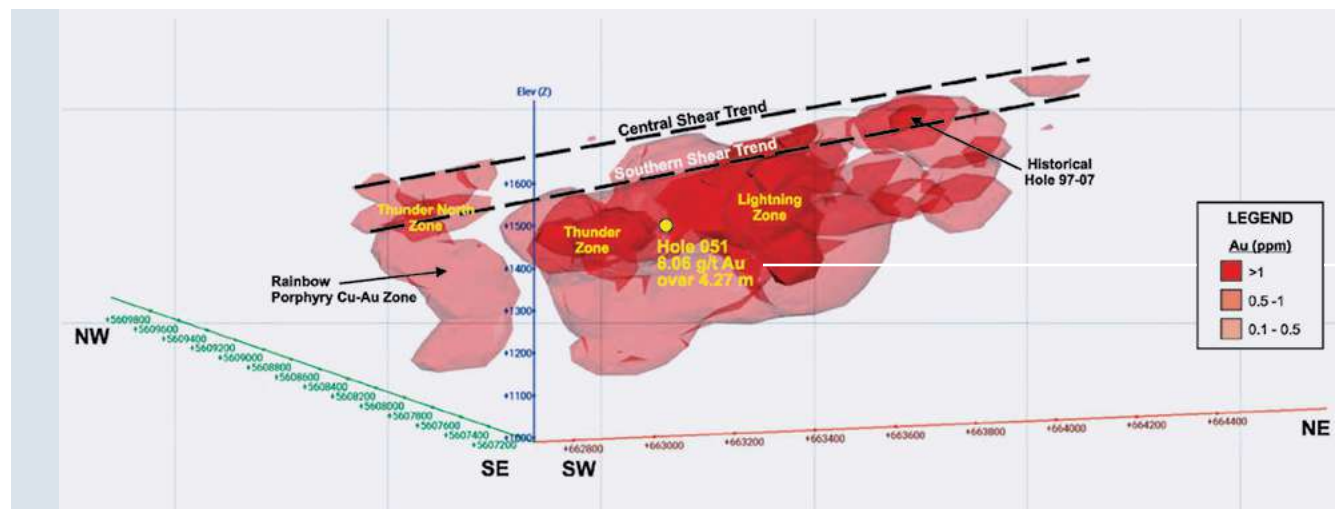 Elev (Z)
Central Shear Trend
Southern Shear Trend
Historical
Hole 97-07
Thunder North
Zone
Thunder
Zone
Lightning
Zone
Hole 051
6.06 g/t Au
over 4.27 m
Rainbow
Porphyry Cu-Au Zone
LEGEND
Au (ppm)
>1
0.5 -1
0.1 - 0.5
+1600
+1500
+1400
+1300
+1200
+1100
+1000
NW
+5609800
+5609600
+5609400
+5609200
+5609000
+5608800
+5608600
+5608400
+5608200
+5608000
+5607800
+5607600
+5607400
+5607200
SE
SW
+662800
+663000
+663200
+663400
+663600
+663800
+664000
+664200
+664400
NE